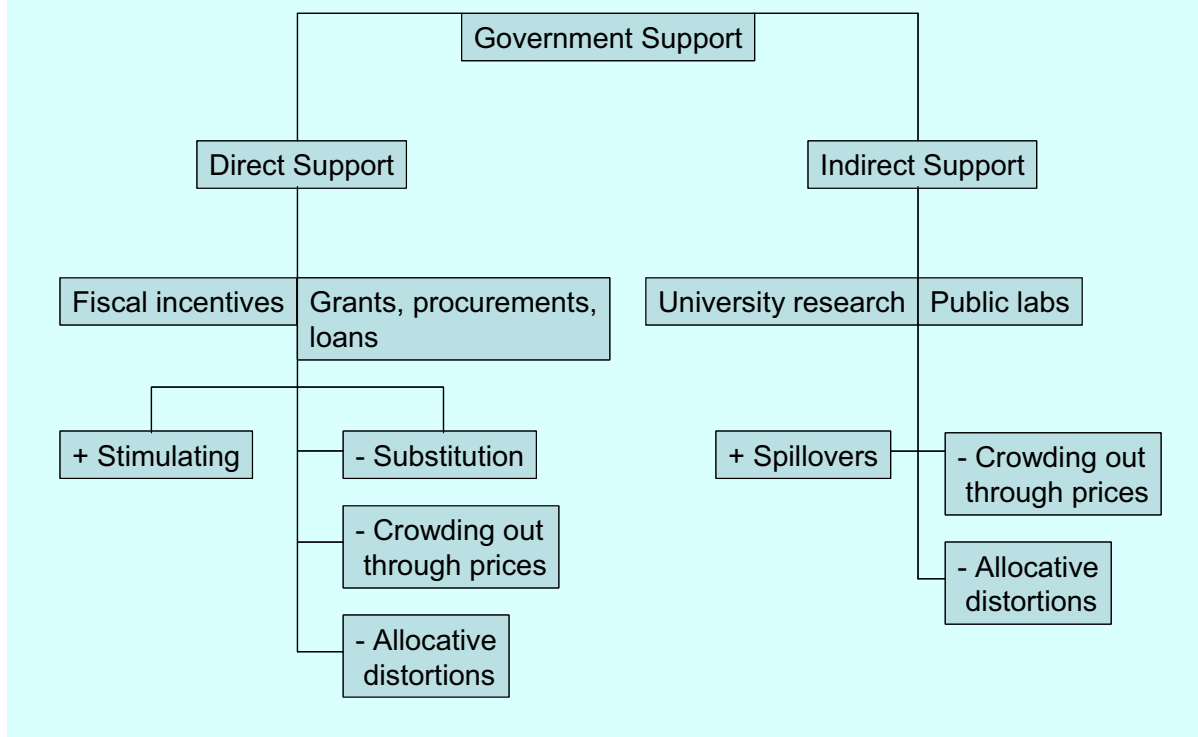 Government Support
Direct Support
Indirect Support
Fiscal incentives
Grants, procurements,
loans
University research
Public labs
+ Stimulating
- Substitution
- Crowding out
through prices
- Allocative
distortions
+ Spillovers
- Crowding out
through prices
- Allocative
distortions